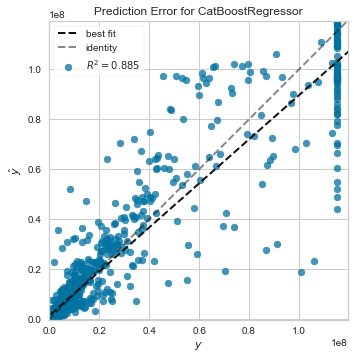 Prediction Error for CatBoostRegressor
1e8
best fit
identity
R² = 0.885
1.0
0.8
0.6
0.4
0.2
0.0
ŷ
0.0 0.2 0.4 0.6 0.8 1.0
y
1e8